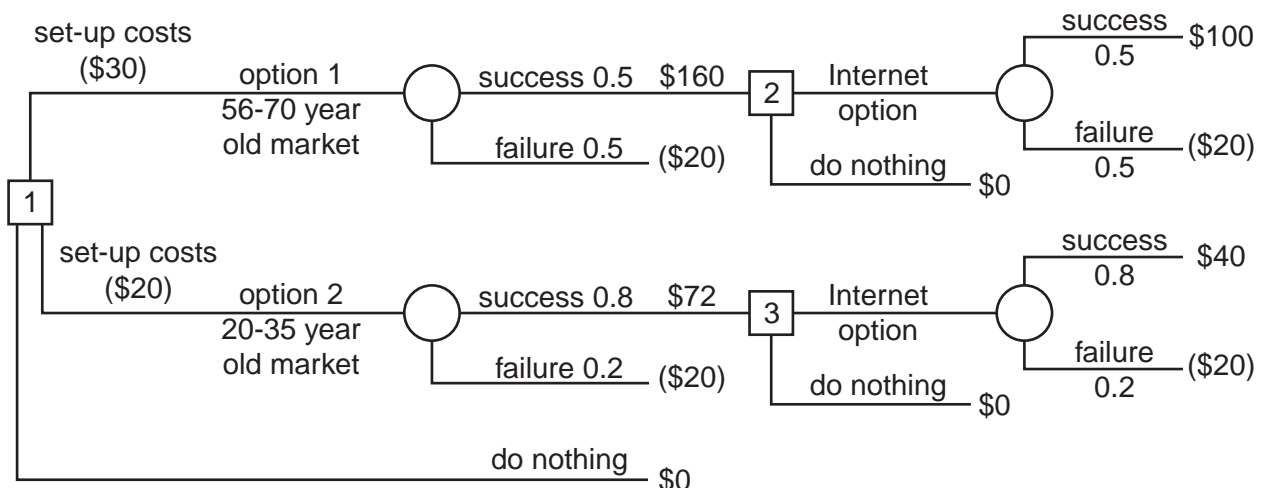 set-up costs
($30)
option 1
56-70 year
old market
success 0.5 $160
failure 0.5 ($20)
2
Internet
option
do nothing $0
success
0.5
$100
failure
0.5
($20)
1
set-up costs
($20)
option 2
20-35 year
old market
success 0.8 $72
failure 0.2 ($20)
3
Internet
option
do nothing $0
success
0.8
$40
failure
0.2
($20)
do nothing $0